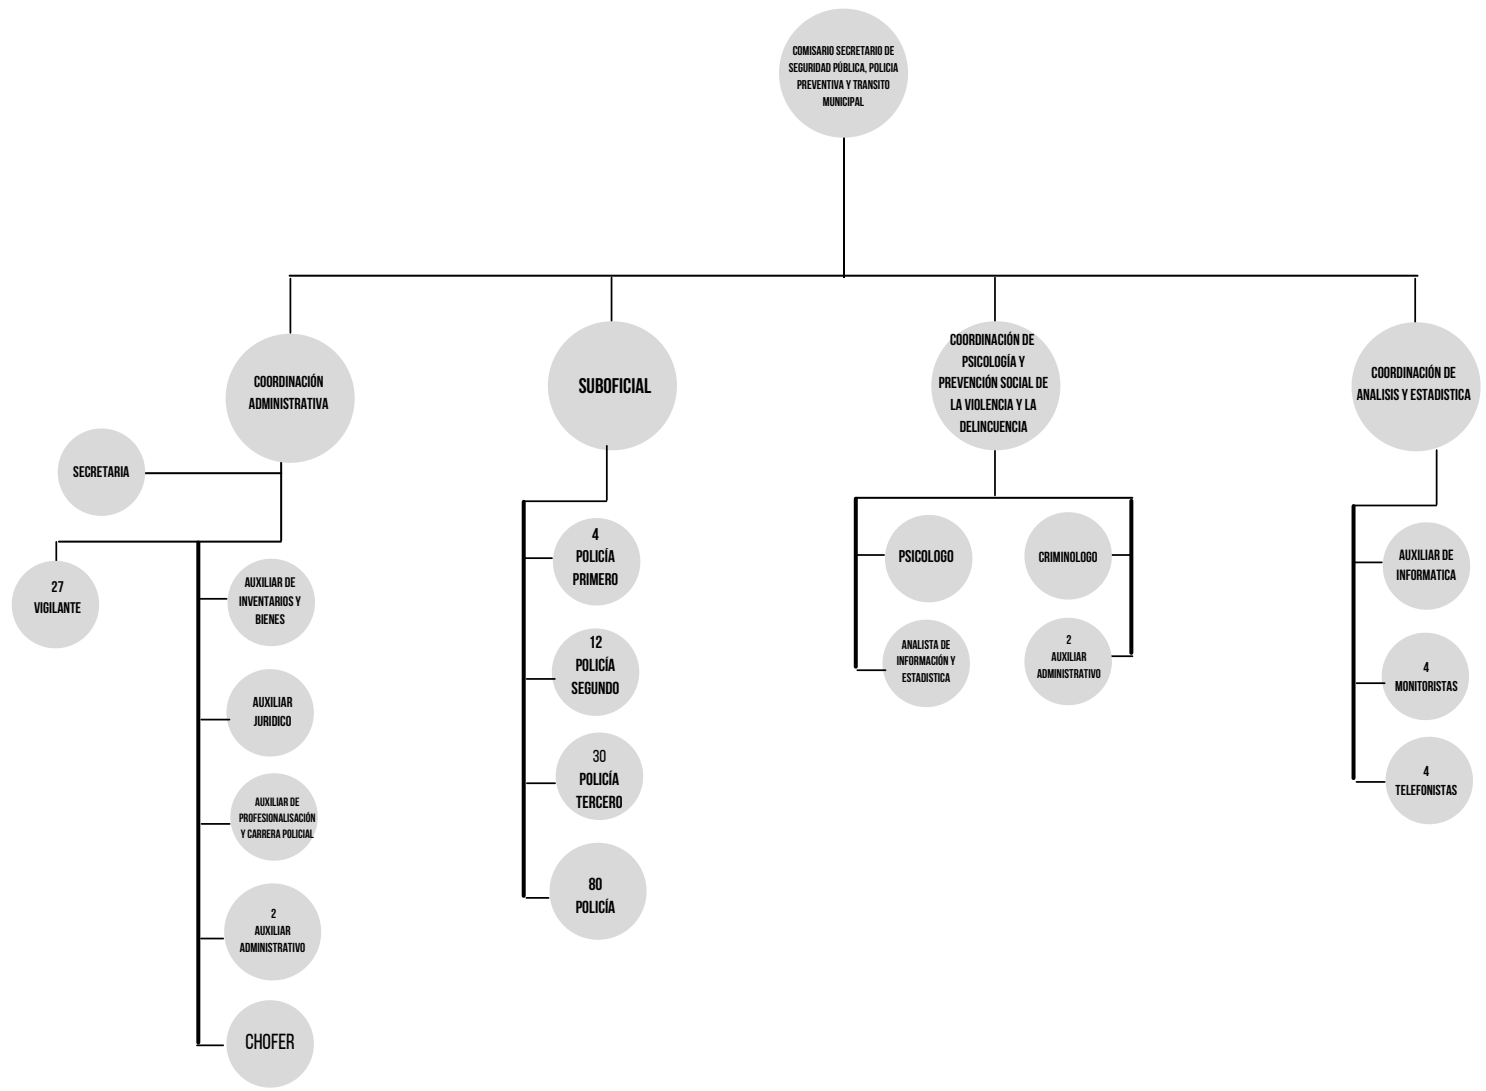 COMISARIO SECRETARIO DE
SEGURIDAD PÚBLICA, POLICIA
PREVENTIVA Y TRANSITO
MUNICIPAL
COORDINACIÓN
ADMINISTRATIVA
SUBOFICIAL
COORDINACIÓN DE
PSICOLOGÍA Y
PREVENCIÓN SOCIAL DE
LA VIOLENCIA Y LA
DELINCUENCIA
COORDINACIÓN DE
ANALISIS Y ESTADISTICA
SECRETARIA
27
VIGILANTE
AUXILIAR DE
INVENTARIOS Y
BIENES
AUXILIAR
JURIDICO
AUXILIAR DE
PROFESIONALISACIÓN
Y CARRERA POLICIAL
2
AUXILIAR
ADMINISTRATIVO
CHOFER
4
POLICÍA
PRIMERO
12
POLICÍA
SEGUNDO
30
POLICÍA
TERCERO
80
POLICÍA
PSICOLOGO
ANALISTA DE
INFORMACIÓN Y
ESTADISTICA
CRIMINOLOGO
2
AUXILIAR
ADMINISTRATIVO
AUXILIAR DE
INFORMATICA
4
MONITORISTAS
4
TELEFONISTAS